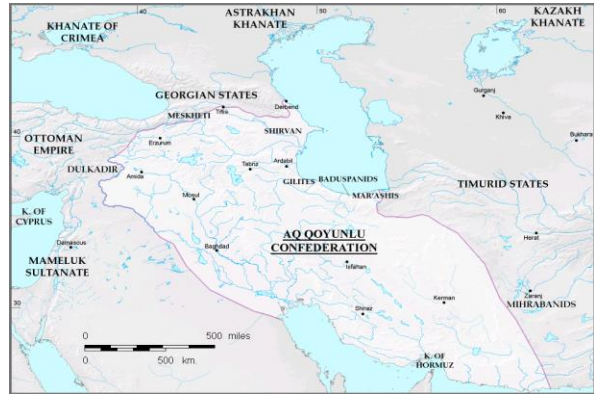 40
50
60
KHANATE OF
CRIMEA
ASTRAKHAN
KHANATE
KAZAKH
KHANATE
Gurganj
Khiva
GEORGIAN STATES
MESKHETI
Tiflis
Derbend
SHIRVAN
Bukhara
40
OTTOMAN
EMPIRE
Erzurum
DULKADIR
Amida
Tabriz
Ardabil
GILITES
BADUSPANIDS
MAR'ASHIS
TIMURID STATES
Mosul
K. OF
CYPRUS
Damascus
MAMELUK
SULTANATE
Baghdad
AQ QOYUNLU
CONFEDERATION
Isfahan
Herat
Zaranj
MIHRABANIDS
30
Shiraz
Kerman
0
500 miles
0
500 km.
K. OF
HORMUZ